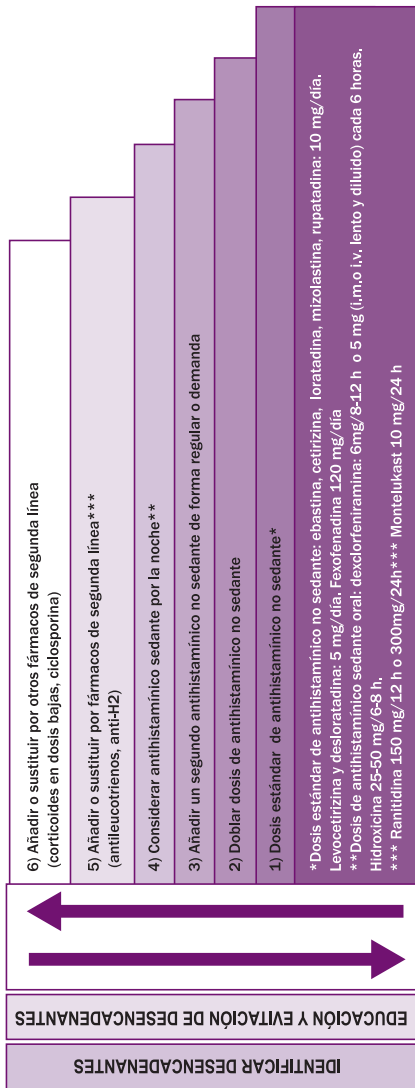 6) Añadir o sustituir por otros fármacos de segunda línea
(corticoides en dosis bajas, ciclosporina)
5) Añadir o sustituir por fármacos de segunda línea***
(antileucotrienos, anti-H2)
4) Considerar antihistamínico sedante por la noche**
3) Añadir un segundo antihistamínico no sedante de forma regular o demanda
2) Doblar dosis de antihistamínico no sedante
1) Dosis estándar de antihistamínico no sedante*
*Dosis estándar de antihistamínico no sedante: ebastina, cetirizina, loratadina, mizolastina, rupatadina: 10 mg/día.
Levocetirizina y desloratadina: 5 mg/día. Fexofenadina 120 mg/día
**Dosis de antihistamínico sedante oral: dexclorfeniramina: 6mg/8-12 h o 5 mg (i.m.o i.v. lento y diluido) cada 6 horas.
Hidroxicina 25-50 mg/6-8 h.
*** Ranitidina 150 mg/12 h o 300mg/24h*** Montelukast 10 mg/24 h
EDUCACIÓN Y EVITACIÓN DE DESENCADENANTES
IDENTIFICAR DESENCADENANTES